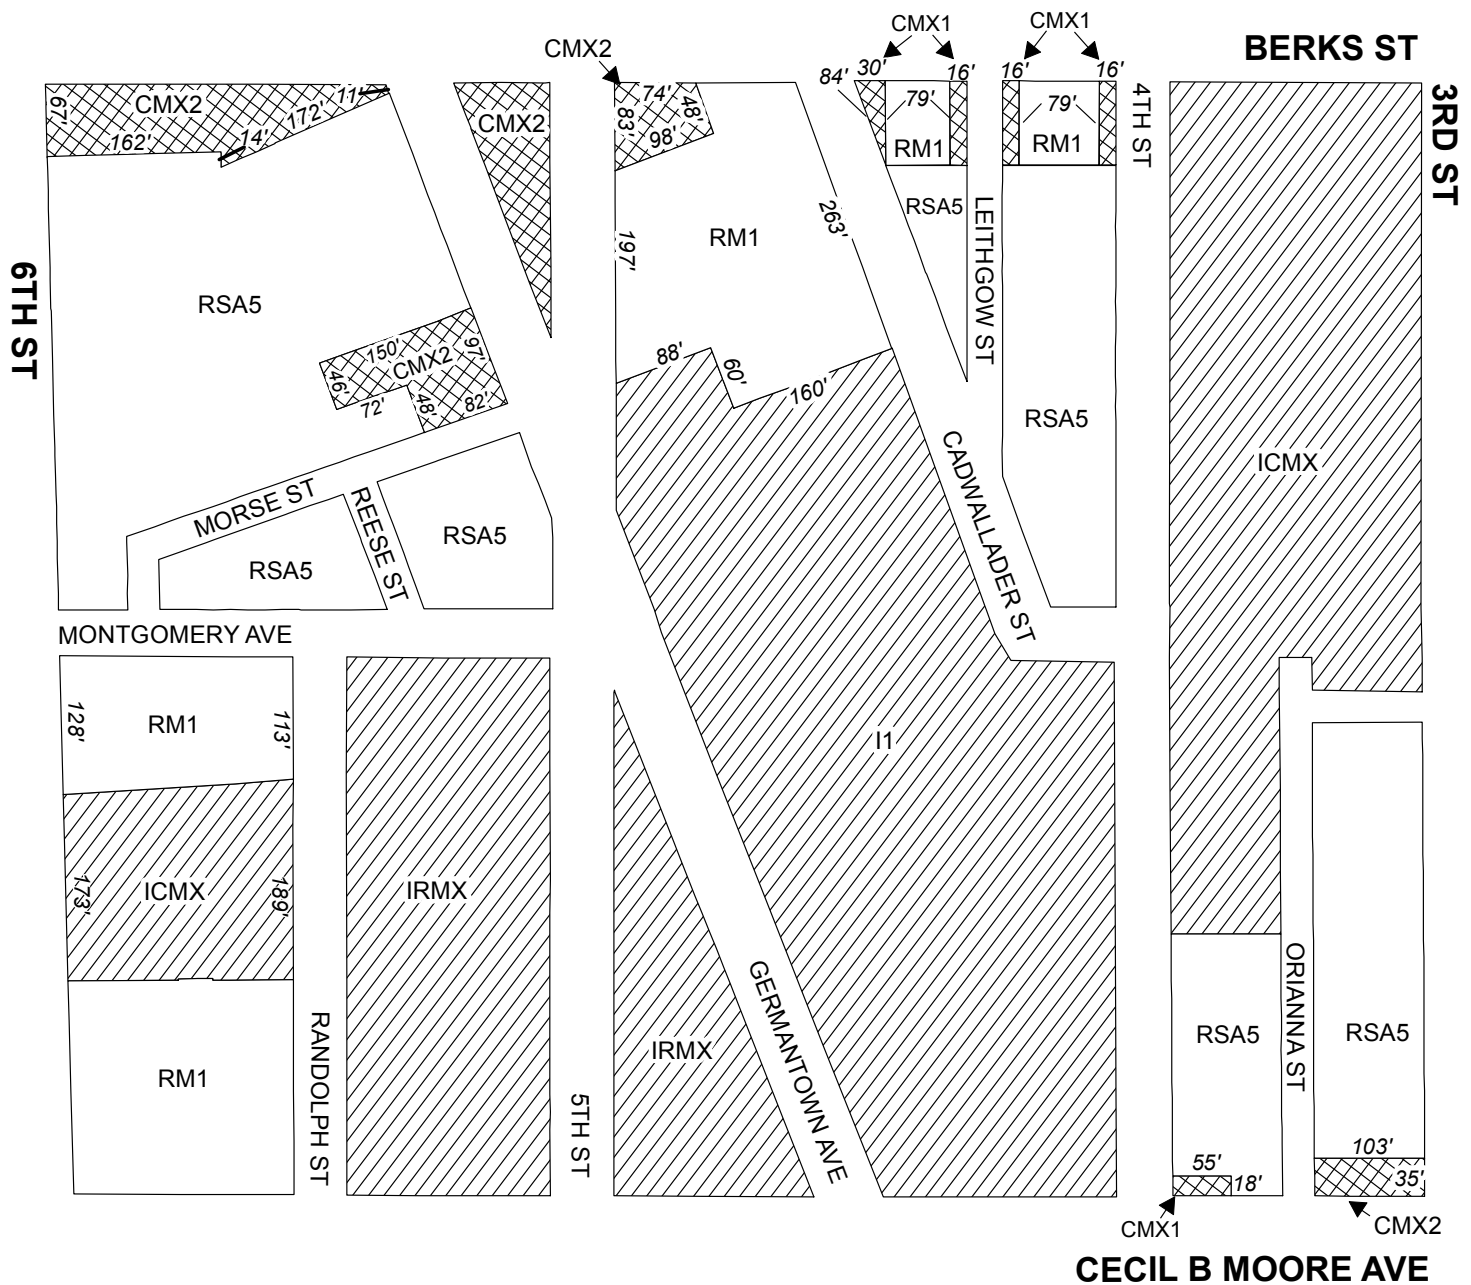 CMX1
CMX1
CMX2
BERKS ST
30'
16'
16'
16'
84'
11'
CMX2
67'
172'
14'
162'
CMX2
74'
48'
83'
98'
79'
RM1
79'
RM1
4TH ST
3RD ST
RSA5
263'
LEITHGOW ST
197'
RM1
6TH ST
RSA5
150'
CMX2
97'
46'
72'
48'
82'
88'
60'
160'
RSA5
ICMX
CADWALLADER ST
MORSE ST
REESE ST
RSA5
RSA5
MONTGOMERY AVE
128'
RM1
113'
I1
173'
ICMX
189'
IRMX
RM1
RANDOLPH ST
5TH ST
IRMX
GERMANTOWN AVE
RSA5
ORIANNA ST
RSA5
55'
18'
103'
35'
CMX1
CMX2
CECIL B MOORE AVE